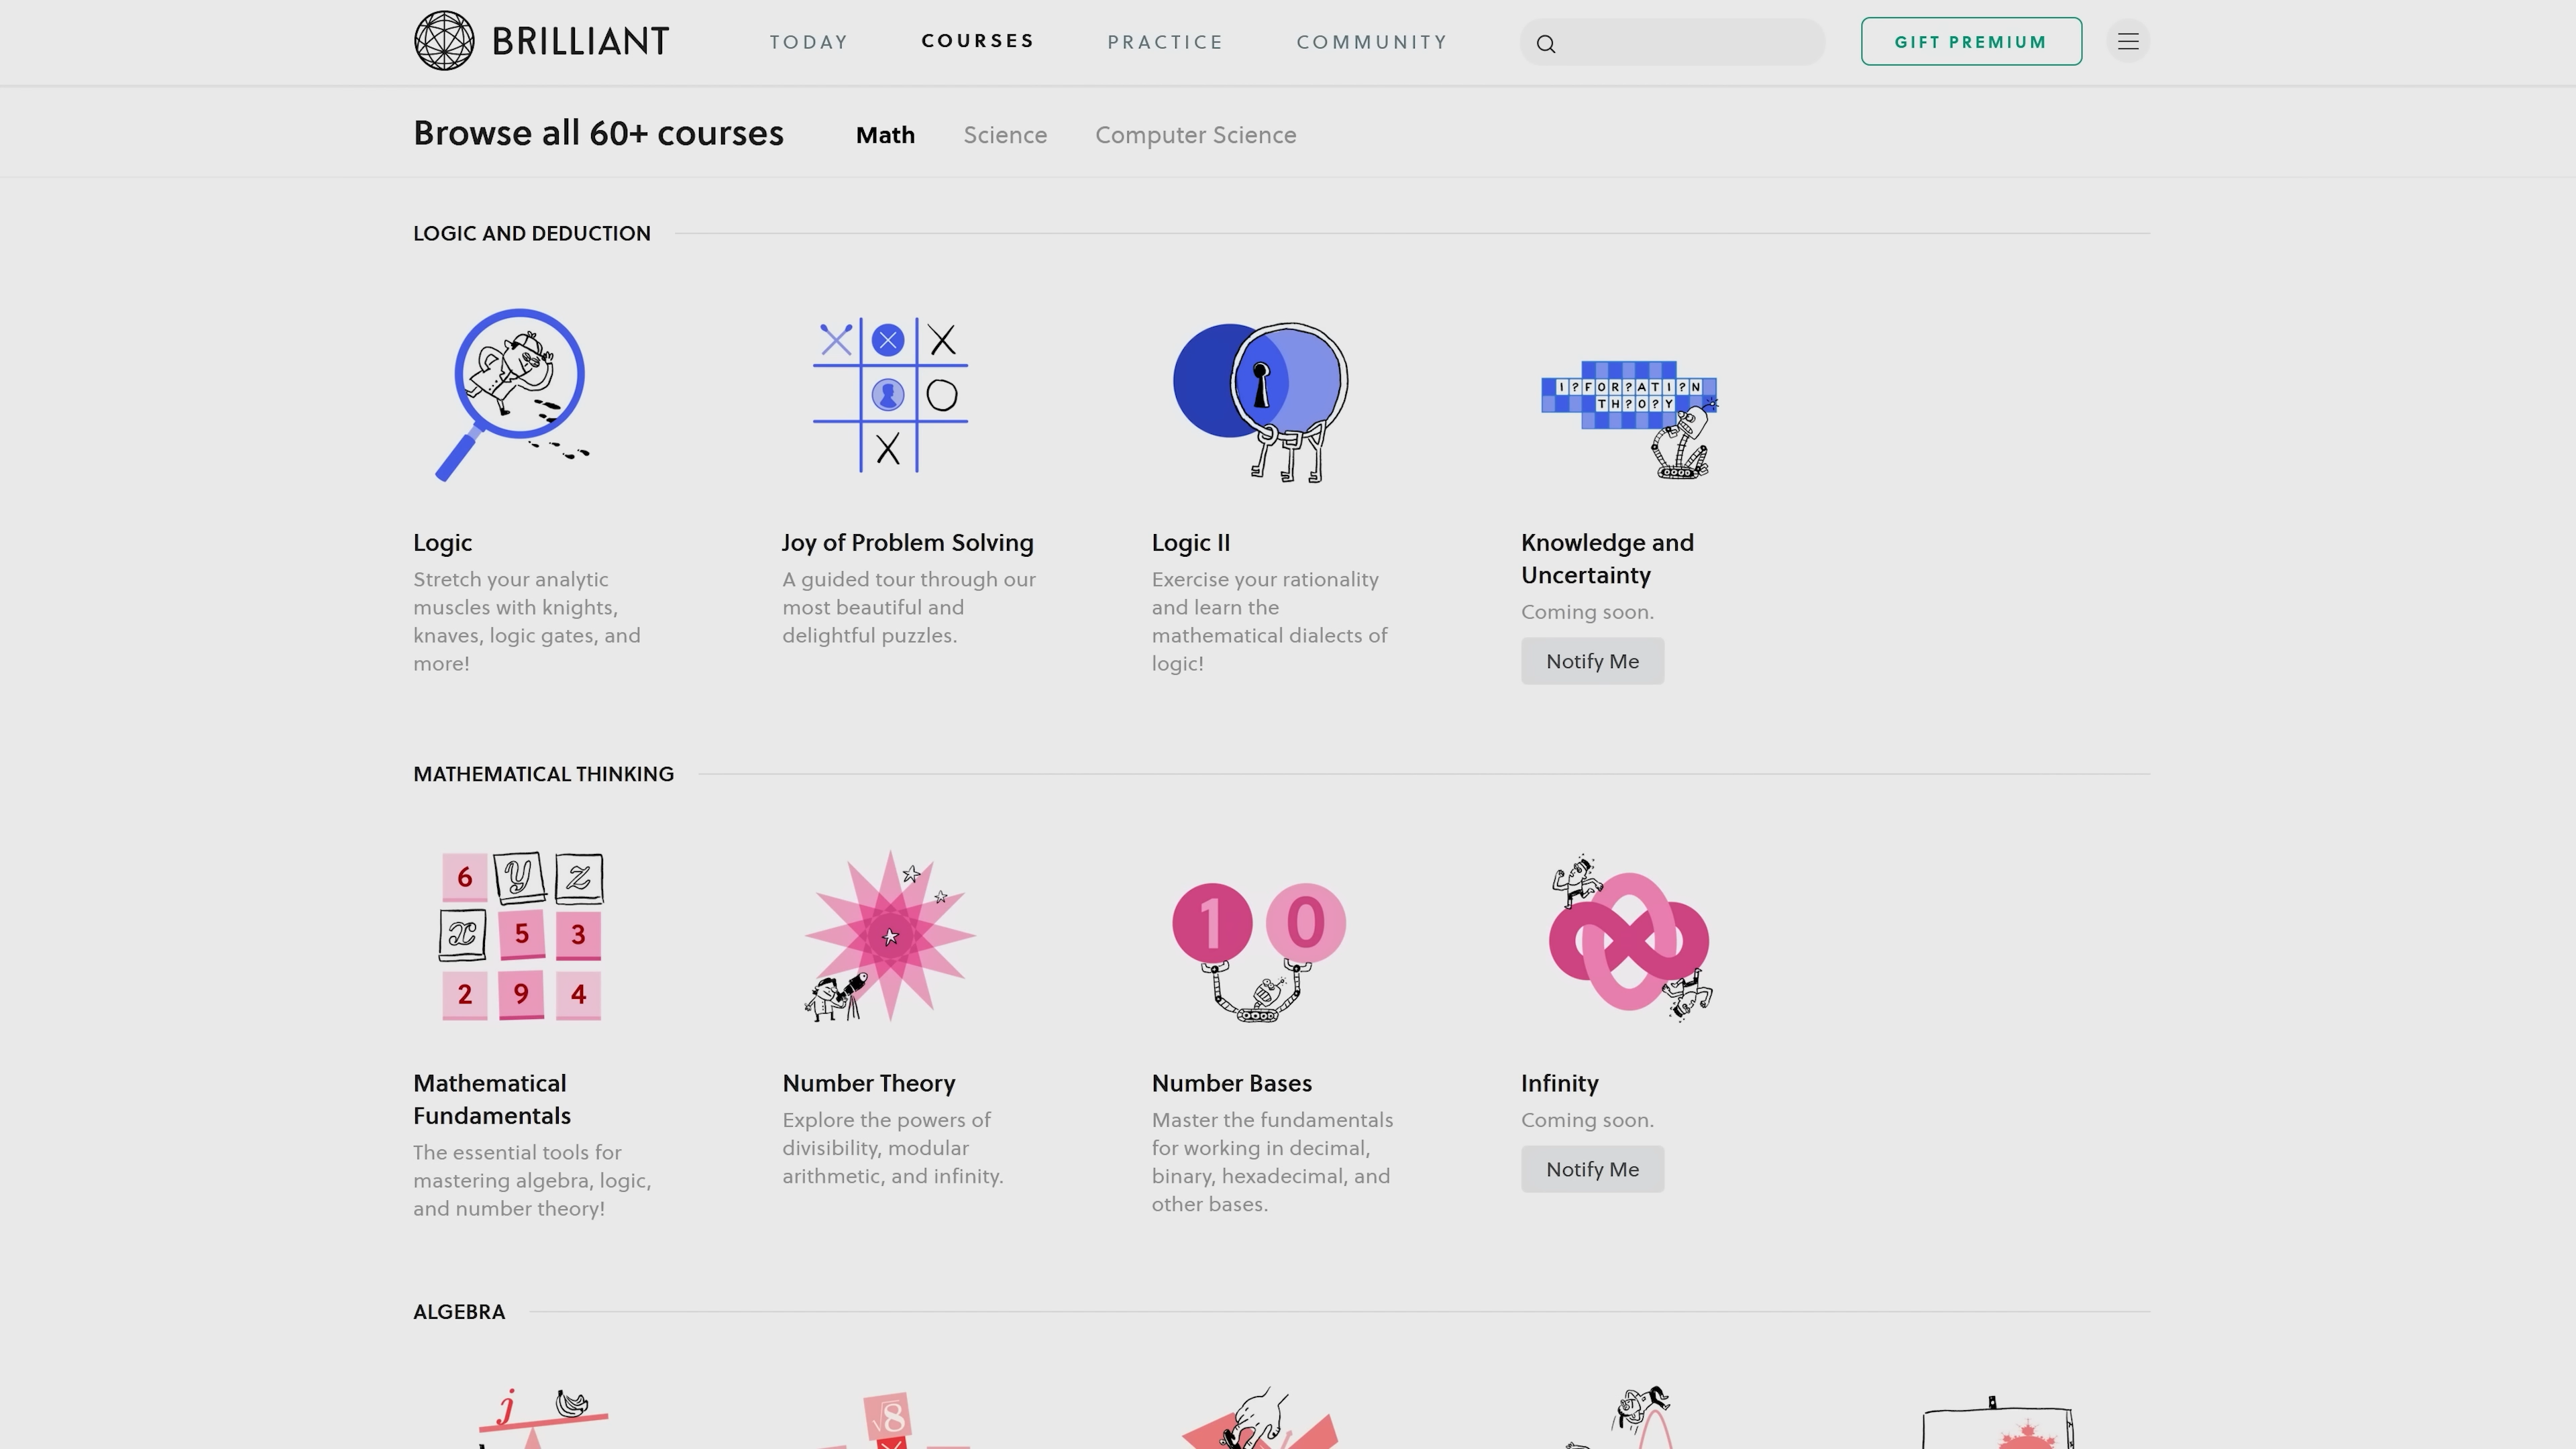 BRILLIANT TODAY COURSES PRACTICE COMMUNITY GIFT PREMIUM
Browse all 60+ courses Math Science Computer Science
LOGIC AND DEDUCTION
I?FOR?ATI?N
TH?O?Y
Logic
Stretch your analytic
muscles with knights,
knaves, logic gates, and
more!
Joy of Problem Solving
A guided tour through our
most beautiful and
delightful puzzles.
Logic II
Exercise your rationality
and learn the
mathematical dialects of
logic!
Knowledge and
Uncertainty
Coming soon.
Notify Me
MATHEMATICAL THINKING
6 y z
x 5 3
2 9 4
1 0
Mathematical
Fundamentals
The essential tools for
mastering algebra, logic,
and number theory!
Number Theory
Explore the powers of
divisibility, modular
arithmetic, and infinity.
Number Bases
Master the fundamentals
for working in decimal,
binary, hexadecimal, and
other bases.
Infinity
Coming soon.
Notify Me
ALGEBRA
j
√8